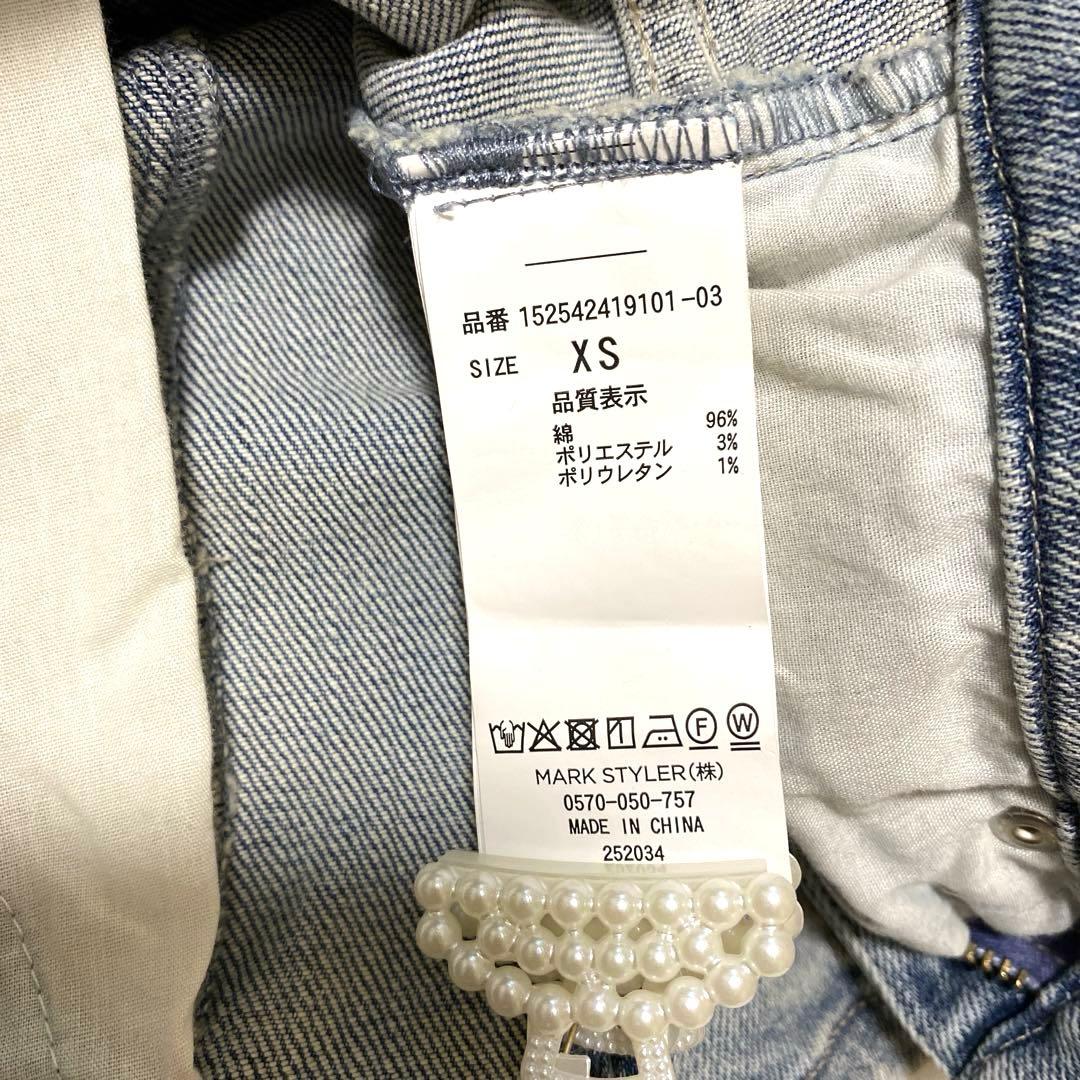 品番 152542419101-03
SIZE XS
品質表示
綿 96%
ポリエステル 3%
ポリウレタン 1%
F W
MARK STYLER(株)
0570-050-757
MADE IN CHINA
252034